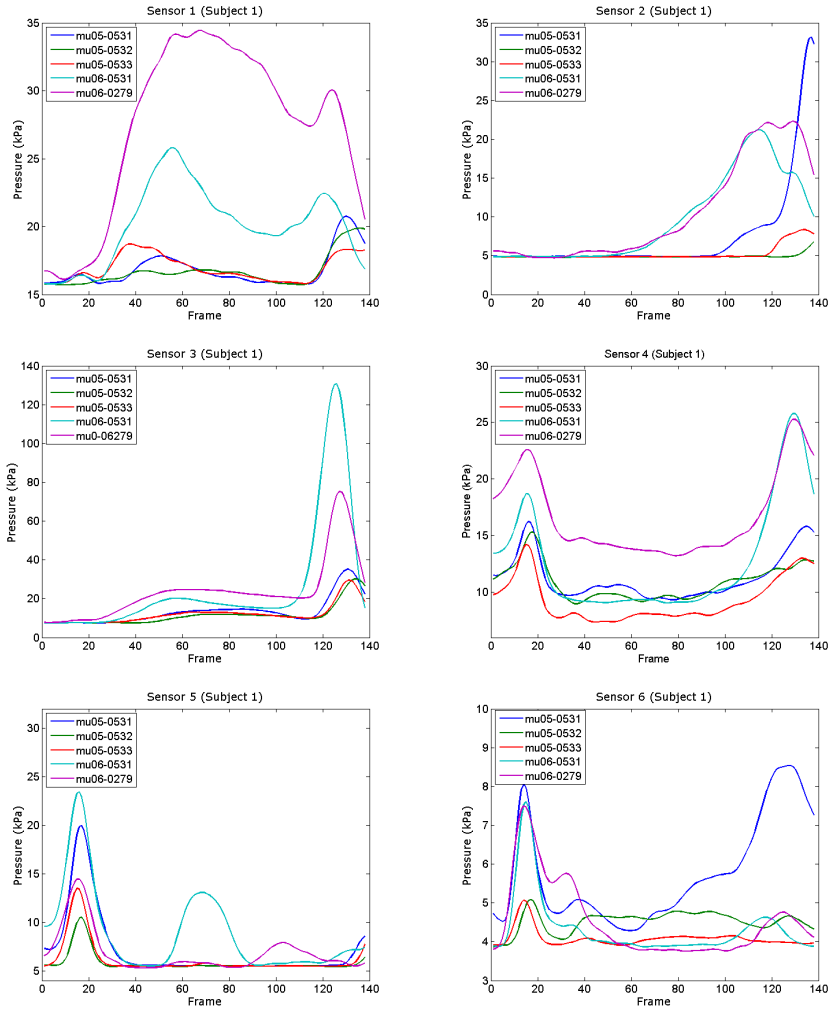 Sensor 1 (Subject 1)
Pressure (kPa)
35
30
25
20
15
mu05-0531
mu05-0532
mu05-0533
mu06-0531
mu06-0279
0 20 40 60 80 100 120 140
Frame
Sensor 2 (Subject 1)
Pressure (kPa)
35
30
25
20
15
10
5
0
mu05-0531
mu05-0532
mu05-0533
mu06-0531
mu06-0279
0 20 40 60 80 100 120 140
Frame
Sensor 3 (Subject 1)
Pressure (kPa)
140
120
100
80
60
40
20
0
mu05-0531
mu05-0532
mu05-0533
mu06-0531
mu0-06279
0 20 40 60 80 100 120 140
Frame
Sensor 4 (Subject 1)
Pressure (kPa)
30
25
20
15
10
mu05-0531
mu05-0532
mu05-0533
mu06-0531
mu06-0279
0 20 40 60 80 100 120 140
Frame
Sensor 5 (Subject 1)
Pressure (kPa)
30
25
20
15
10
5
mu05-0531
mu05-0532
mu05-0533
mu06-0531
mu06-0279
0 20 40 60 80 100 120 140
Frame
Sensor 6 (Subject 1)
Pressure (kPa)
10
9
8
7
6
5
4
3
mu05-0531
mu05-0532
mu05-0533
mu06-0531
mu06-0279
0 20 40 60 80 100 120 140
Frame